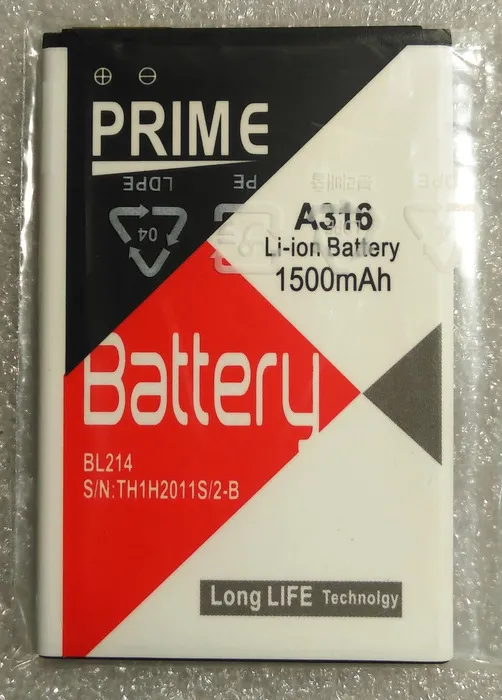 ⊕ ⊖
PRIME
LDPE
PE
04
A316
Li-ion Battery
1500mAh
Battery
BL214
S/N:TH1H2011S/2-B
Long LIFE Technolgy